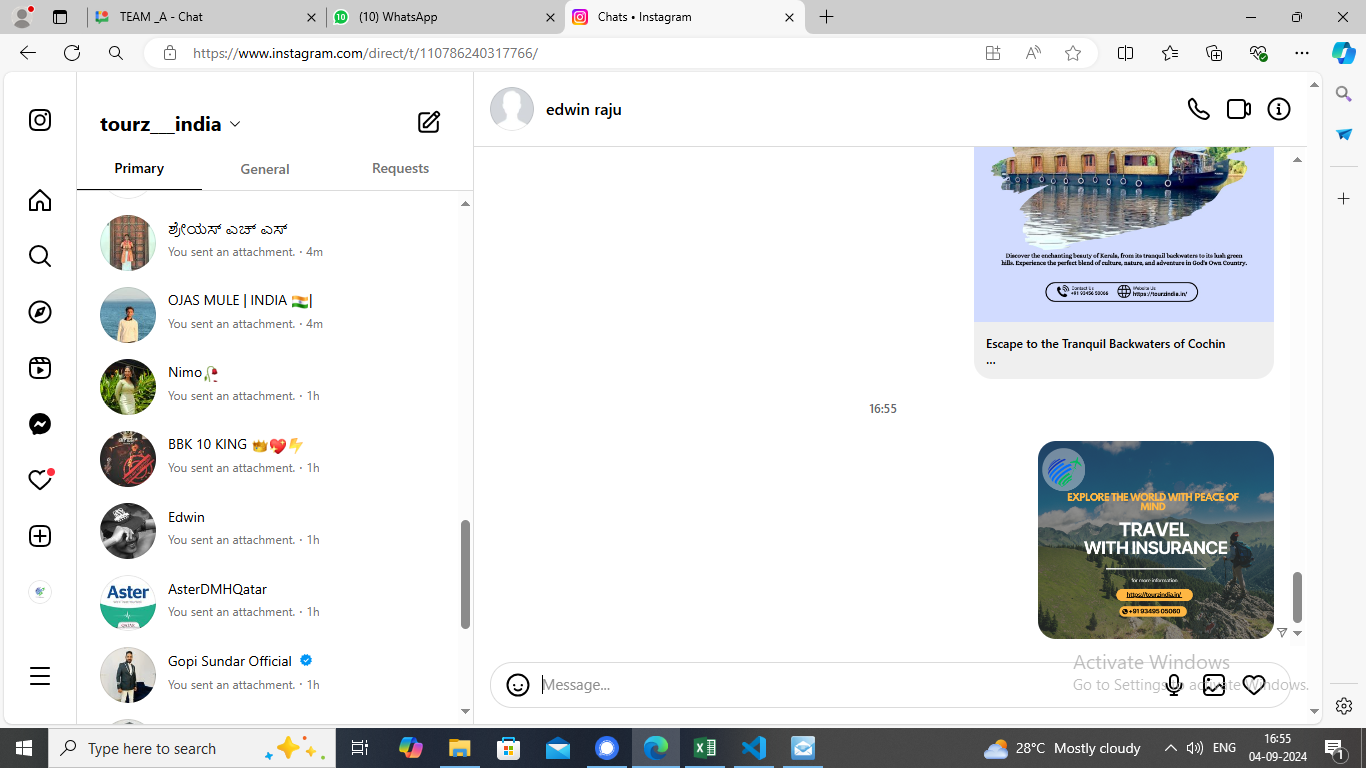 TEAM _A - Chat
(10) WhatsApp
Chats • Instagram
https://www.instagram.com/direct/t/110786240317766/
tourz___india
Primary
General
Requests
ಶ್ರೇಯಸ್ ಎಚ್ ಎಸ್
You sent an attachment. · 4m
OJAS MULE | INDIA 🇮🇳|
You sent an attachment. · 4m
Nimo🥀
You sent an attachment. · 1h
BBK 10 KING 👑💖⚡
You sent an attachment. · 1h
Edwin
You sent an attachment. · 1h
Aster
AsterDMHQatar
You sent an attachment. · 1h
Gopi Sundar Official
You sent an attachment. · 1h
edwin raju
Discover the enchanting beauty of Kerala, from its tranquil backwaters to its lush green
hills. Experience the perfect blend of culture, nature, and adventure in God's Own Country.
Contact Us
Website Us
https://tourzindia.in/
Escape to the Tranquil Backwaters of Cochin
...
16:55
EXPLORE THE WORLD WITH PEACE OF
MIND
TRAVEL
WITH INSURANCE
for more information
https://tourzindia.in/
+91 93495 05060
Message...
Activate Windows
Go to Settings to activate Windows.
Type here to search
28°C Mostly cloudy
ENG
16:55
04-09-2024
1